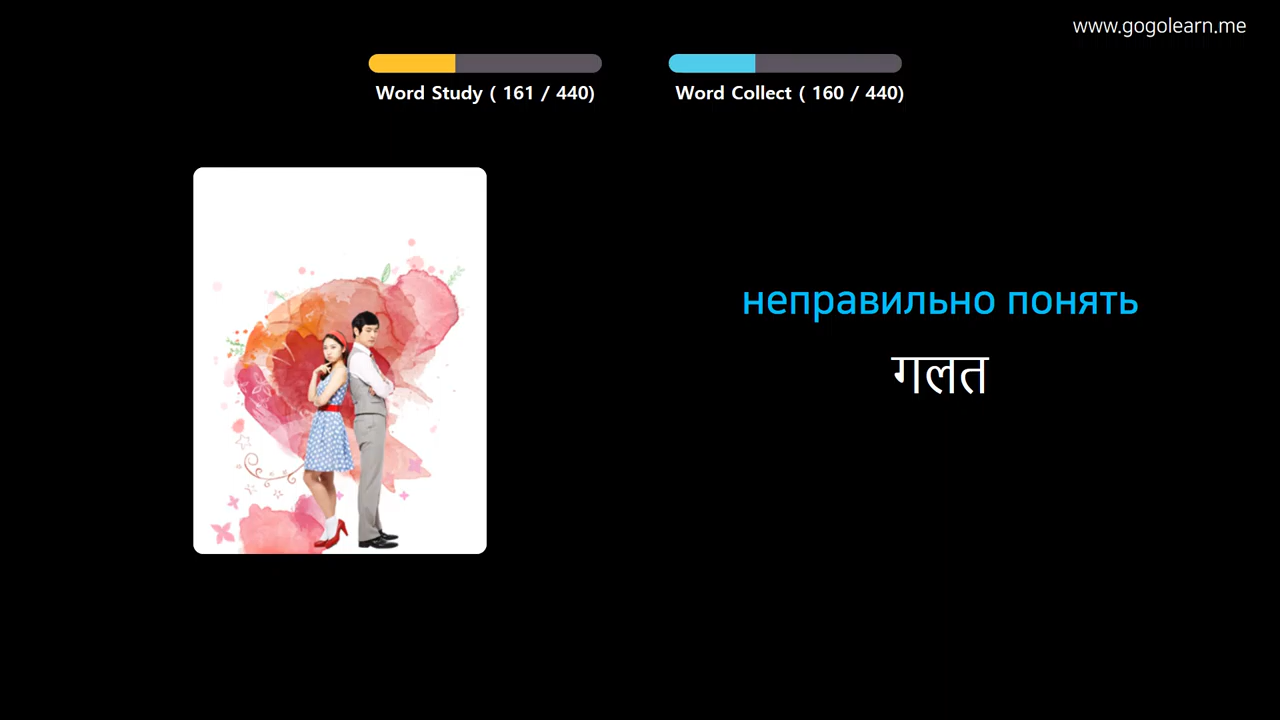 www.gogolearn.me
Word Study ( 161 / 440)
Word Collect ( 160 / 440)
неправильно понять
गलत